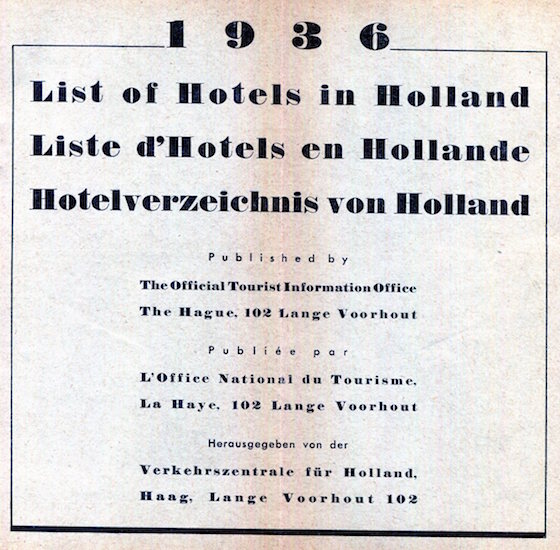 1936
List of Hotels in Holland
Liste d'Hotels en Hollande
Hotelverzeichnis von Holland
Published by
The Official Tourist Information Office
The Hague, 102 Lange Voorhout
Publiée par
L'Office National du Tourisme,
La Haye, 102 Lange Voorhout
Herausgegeben von der
Verkehrszentrale für Holland,
Haag, Lange Voorhout 102